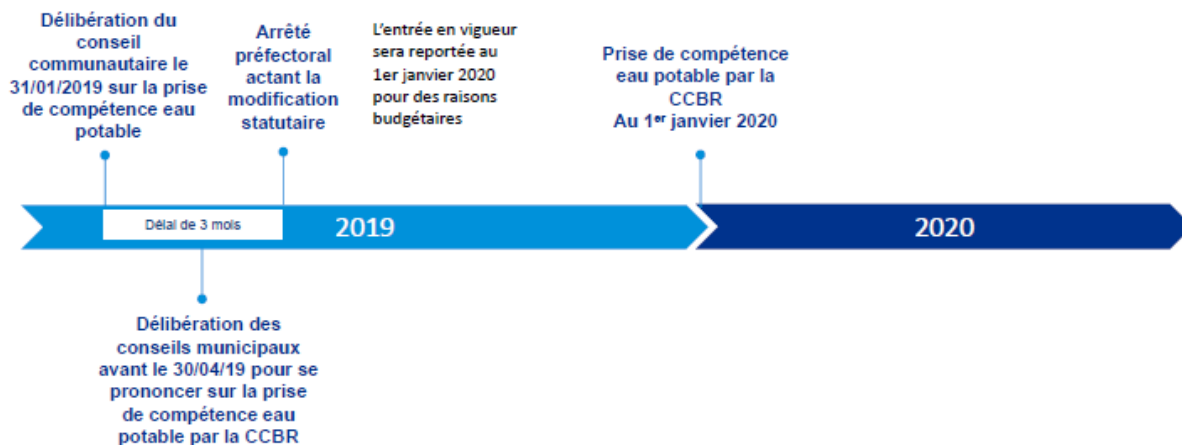 Délibération du
conseil
communautaire le
31/01/2019 sur la prise
de compétence eau
potable
Arrêté
préfectoral
actant la
modification
statutaire
L'entrée en vigueur
sera reportée au
1er janvier 2020
pour des raisons
budgétaires
Prise de compétence
eau potable par la
CCBR
Au 1er janvier 2020
Délai de 3 mois
2019
2020
Délibération des
conseils municipaux
avant le 30/04/19 pour se
prononcer sur la prise
de compétence eau
potable par la CCBR